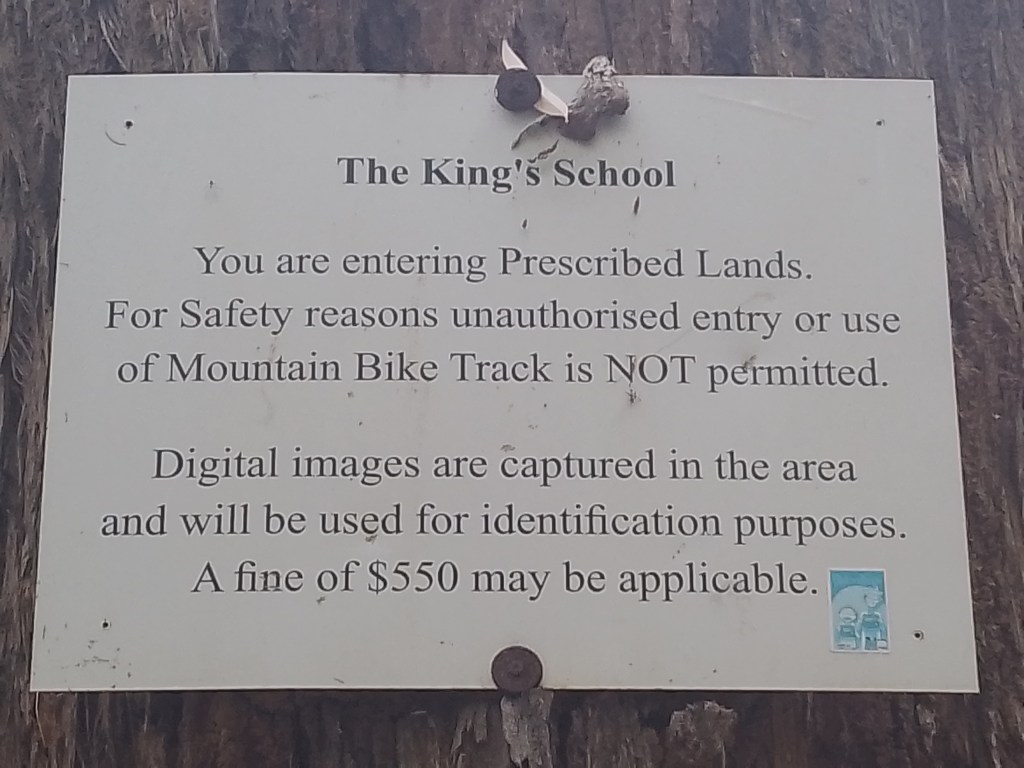 The King's School
You are entering Prescribed Lands.
For Safety reasons unauthorised entry or use
of Mountain Bike Track is NOT permitted.
Digital images are captured in the area
and will be used for identification purposes.
A fine of $550 may be applicable.